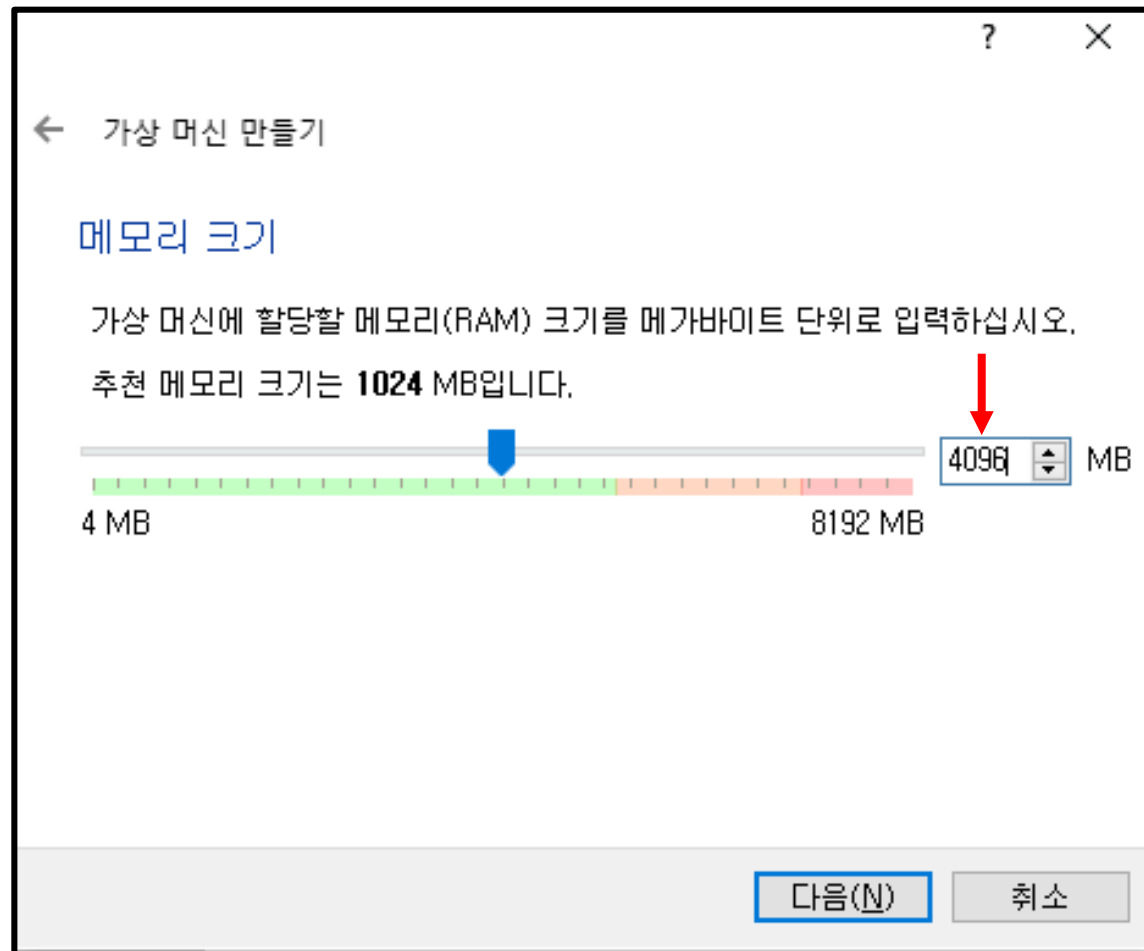 ?
가상 머신 만들기
메모리 크기
가상 머신에 할당할 메모리(RAM) 크기를 메가바이트 단위로 입력하십시오.
추천 메모리 크기는 1024 MB입니다.
4096 MB
4 MB 8192 MB
다음(N) 취소